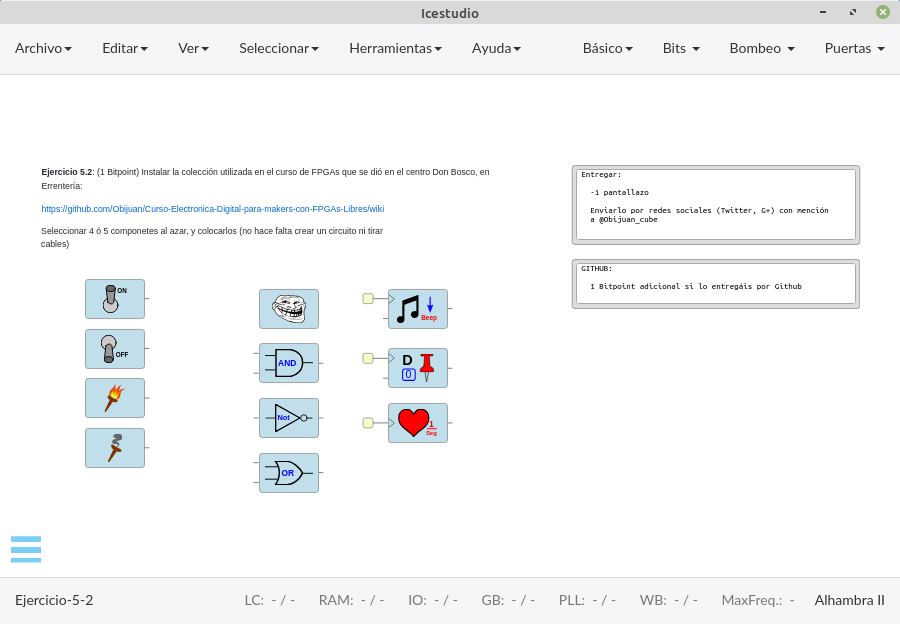 Icestudio
Archivo Editar Ver Seleccionar Herramientas Ayuda Básico Bits Bombeo Puertas
Ejercicio 5.2: (1 Bitpoint) Instalar la colección utilizada en el curso de FPGAs que se dió en el centro Don Bosco, en
Errentería:
https://github.com/Obijuan/Curso-Electronica-Digital-para-makers-con-FPGAs-Libres/wiki
Seleccionar 4 ó 5 componetes al azar, y colocarlos (no hace falta crear un circuito ni tirar
cables)
Entregar:
-1 pantallazo
Enviarlo por redes sociales (Twitter, G+) con mención
a @Obijuan_cube
GITHUB:
1 Bitpoint adicional si lo entregáis por Github
ON
OFF
AND
Not
OR
Beep
D
0
1
Seg
Ejercicio-5-2 LC: - / - RAM: - / - IO: - / - GB: - / - PLL: - / - WB: - / - MaxFreq.: - Alhambra II